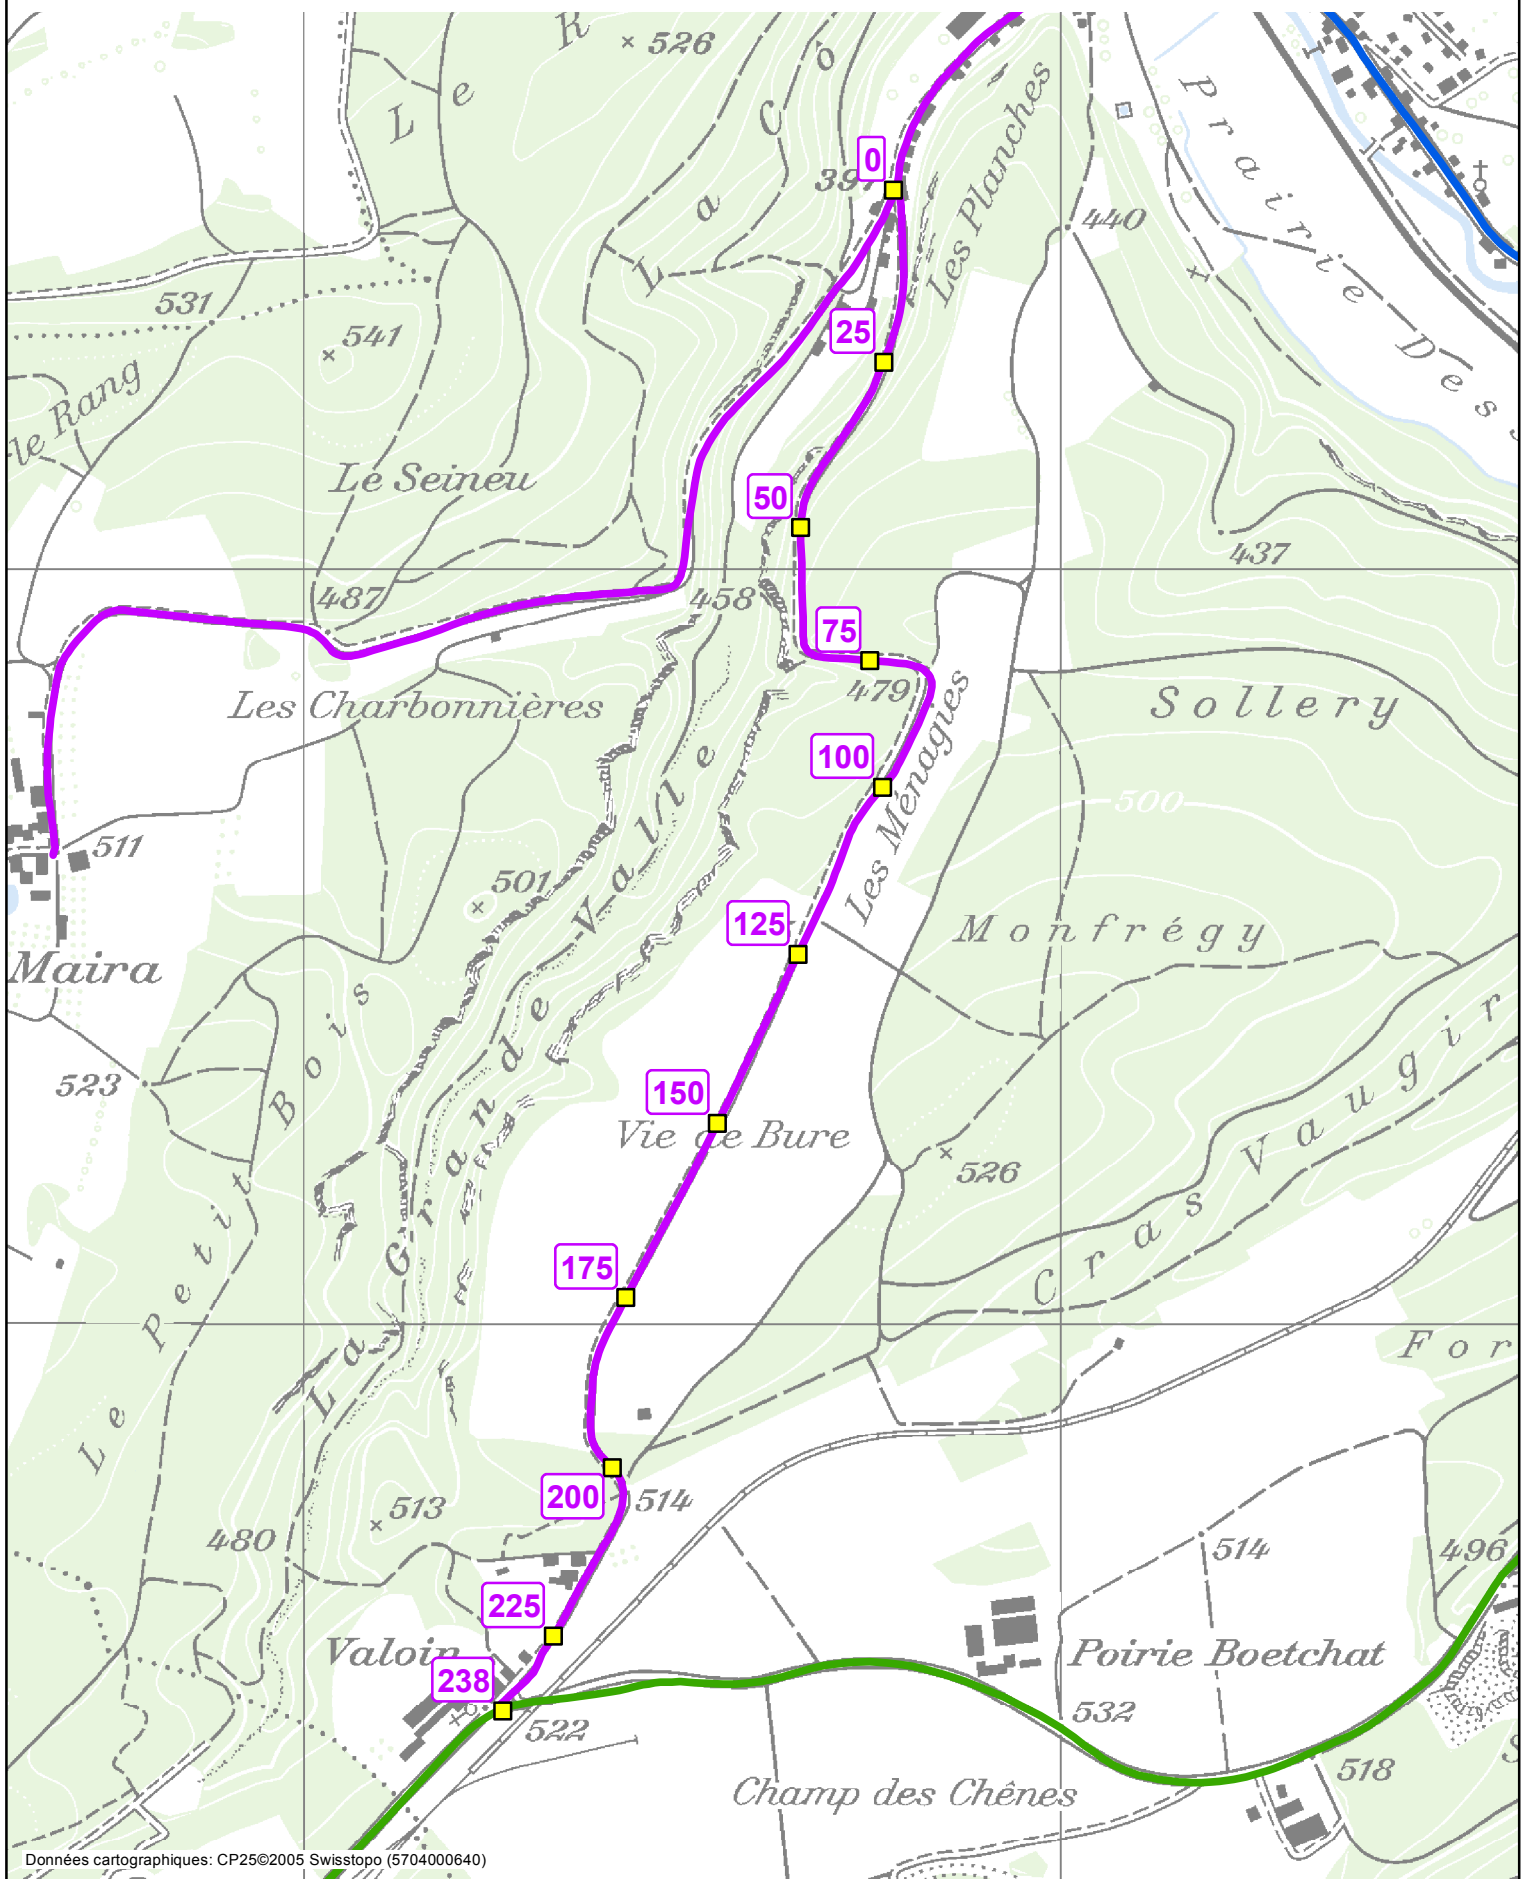 R
526
Le
La Cô
Les Planches
Prairie Des
0
397
440
531
541
25
le Rang
Le Seineu
50
437
487
458
75
479
Les Charbonnières
Sollery
100
500
Les Ménagies
511
501
125
Monfrégy
Maira
523
150
Vie de Bure
526
Cras Vaugir
La Grande Valle
Le Petit Bois
175
For
200
514
513
480
514
496
225
Valoin
Poirie Boetchat
238
522
532
518
Champ des Chênes
S
Données cartographiques: CP25©2005 Swisstopo (5704000640)